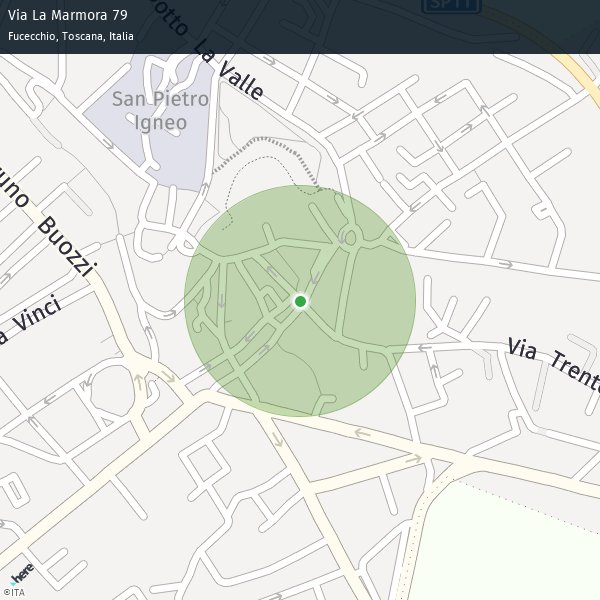 Via La Marmora 79
Fucecchio, Toscana, Italia
otto La Valle
SP11
San Pietro
Igneo
uno Buozzi
a Vinci
Via Trent
here
©ITA